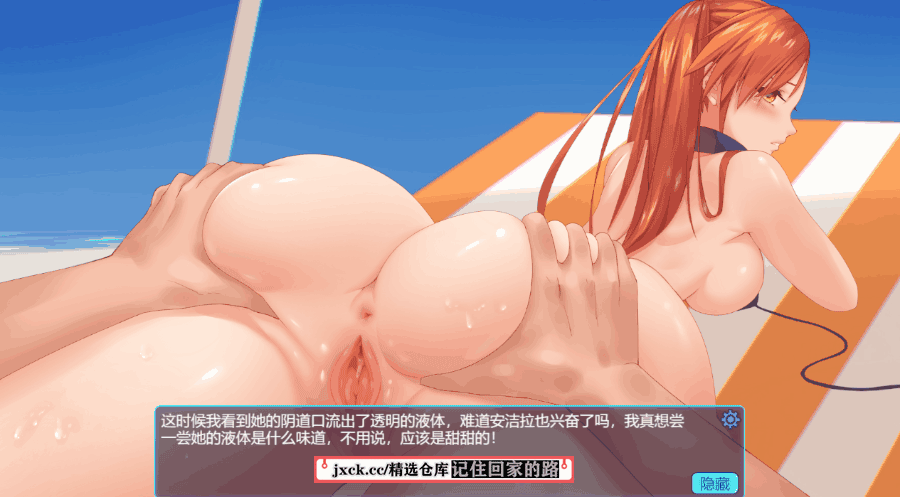 这时候我看到她的阴道口流出了透明的液体，难道安洁拉也兴奋了吗，我真想尝
一尝她的液体是什么味道，不用说，应该是甜甜的！
jxck.cc/精选仓库 记住回家的路
隐藏